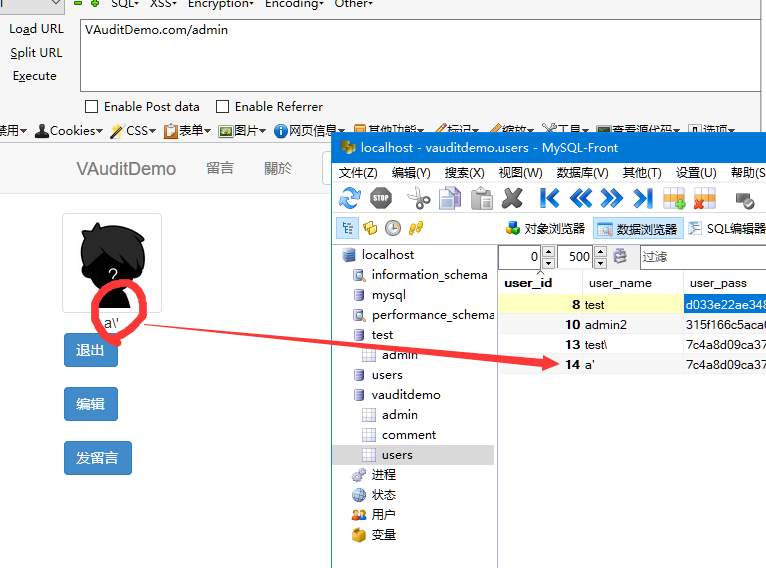 SQL▾ XSS▾ Encryption▾ Encoding▾ Other▾
Load URL
VAuditDemo.com/admin
Split URL
Execute
Enable Post data Enable Referrer
禁用▾ Cookies▾ CSS▾ 表单▾ 图片▾ 网页信息▾ 其他功能▾ 标记▾ 缩放▾ 工具▾ 查看源代码▾ 选项▾
VAuditDemo 留言 關於
?
a\'
退出
编辑
发留言
localhost - vauditdemo.users - MySQL-Front
文件(Z) 编辑(Y) 搜索(X) 视图(W) 数据库(V) 其他(T) 设置(U) 帮助(S)
STOP
对象浏览器 数据浏览器 SQL编辑器
localhost
information_schema
mysql
performance_schema
test
admin
users
vauditdemo
admin
comment
users
进程
状态
用户
变量
0 500 过滤
user_id user_name user_pass
8 test d033e22ae348
10 admin2 315f166c5aca6
13 test\ 7c4a8d09ca37
14 a' 7c4a8d09ca37